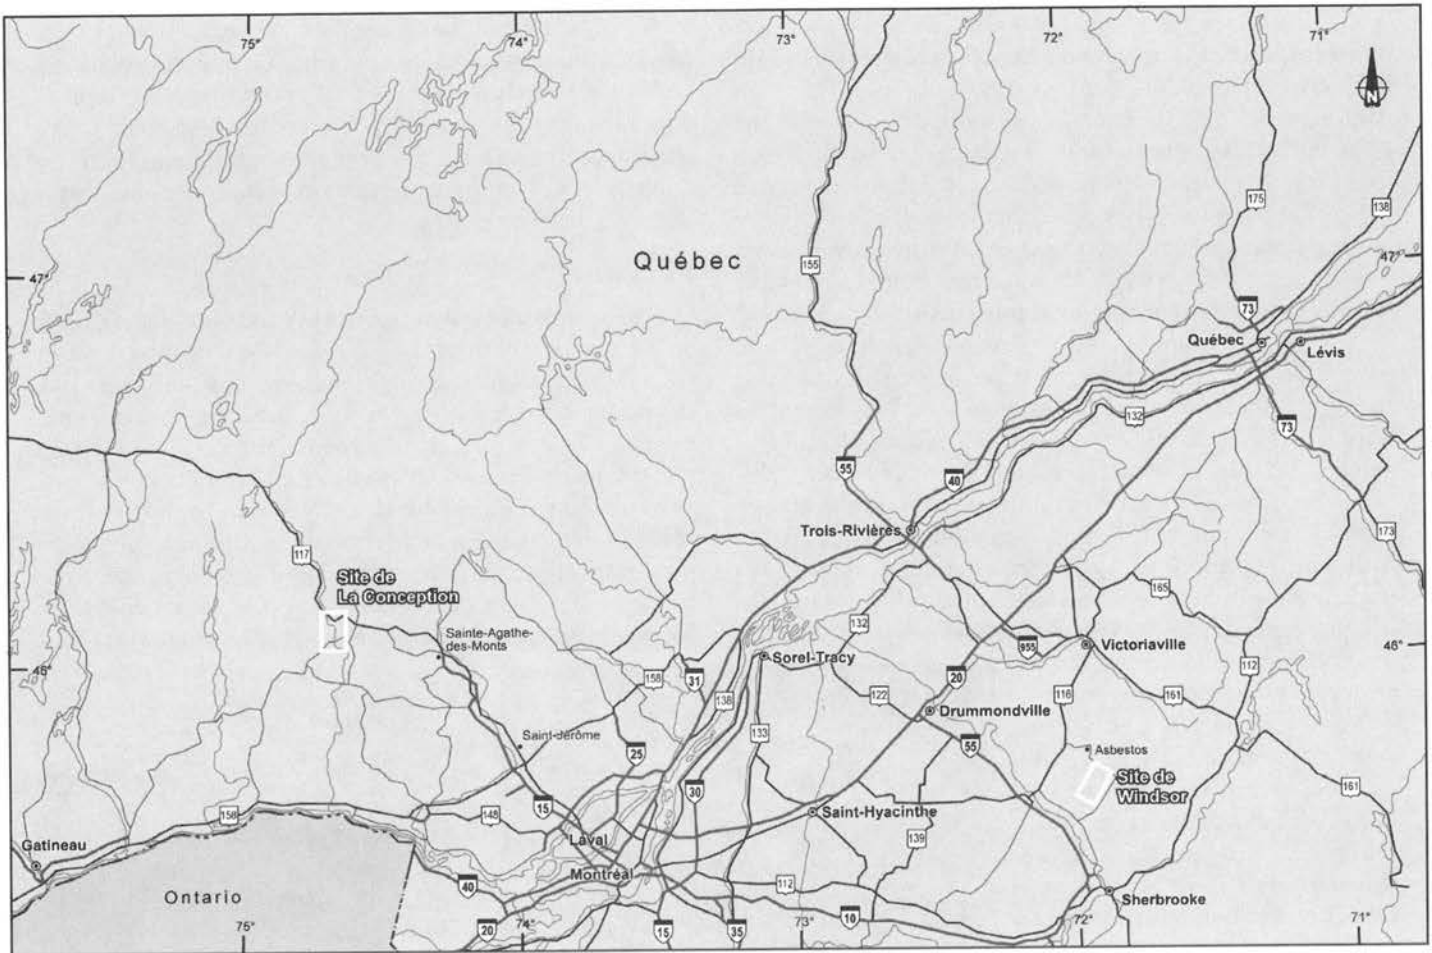 75°
74°
73°
72°
71°
N
175
138
Québec
155
47°
47°
73
Québec
Lévis
132
73
55
40
Trois-Rivières
173
117
Site de
La Conception
165
Sainte-Agathe-
des-Monts
132
955
Victoriaville
46°
46°
Sorel-Tracy
158
31
138
122
20
116
161
112
Drummondville
Saint-Jérôme
133
25
55
Asbestos
30
Site de
Windsor
161
15
148
158
Saint-Hyacinthe
139
Laval
Gatineau
Montréal
40
112
Ontario
Sherbrooke
20
15
35
10
75°
74°
73°
72°
71°